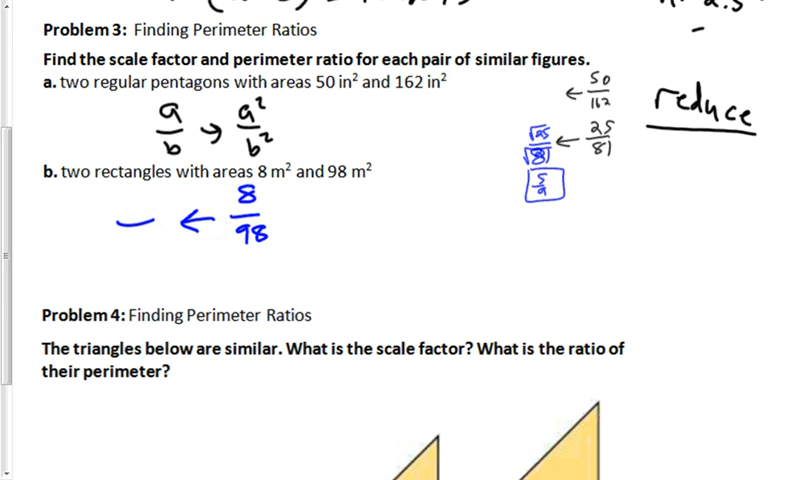 Problem 3: Finding Perimeter Ratios
Find the scale factor and perimeter ratio for each pair of similar figures.
a. two regular pentagons with areas 50 in² and 162 in²
a/b → a²/b²
← 50/162
√25/√81 ← 25/81
5/9
reduce
b. two rectangles with areas 8 m² and 98 m²
— ← 8/98
Problem 4: Finding Perimeter Ratios
The triangles below are similar. What is the scale factor? What is the ratio of
their perimeter?